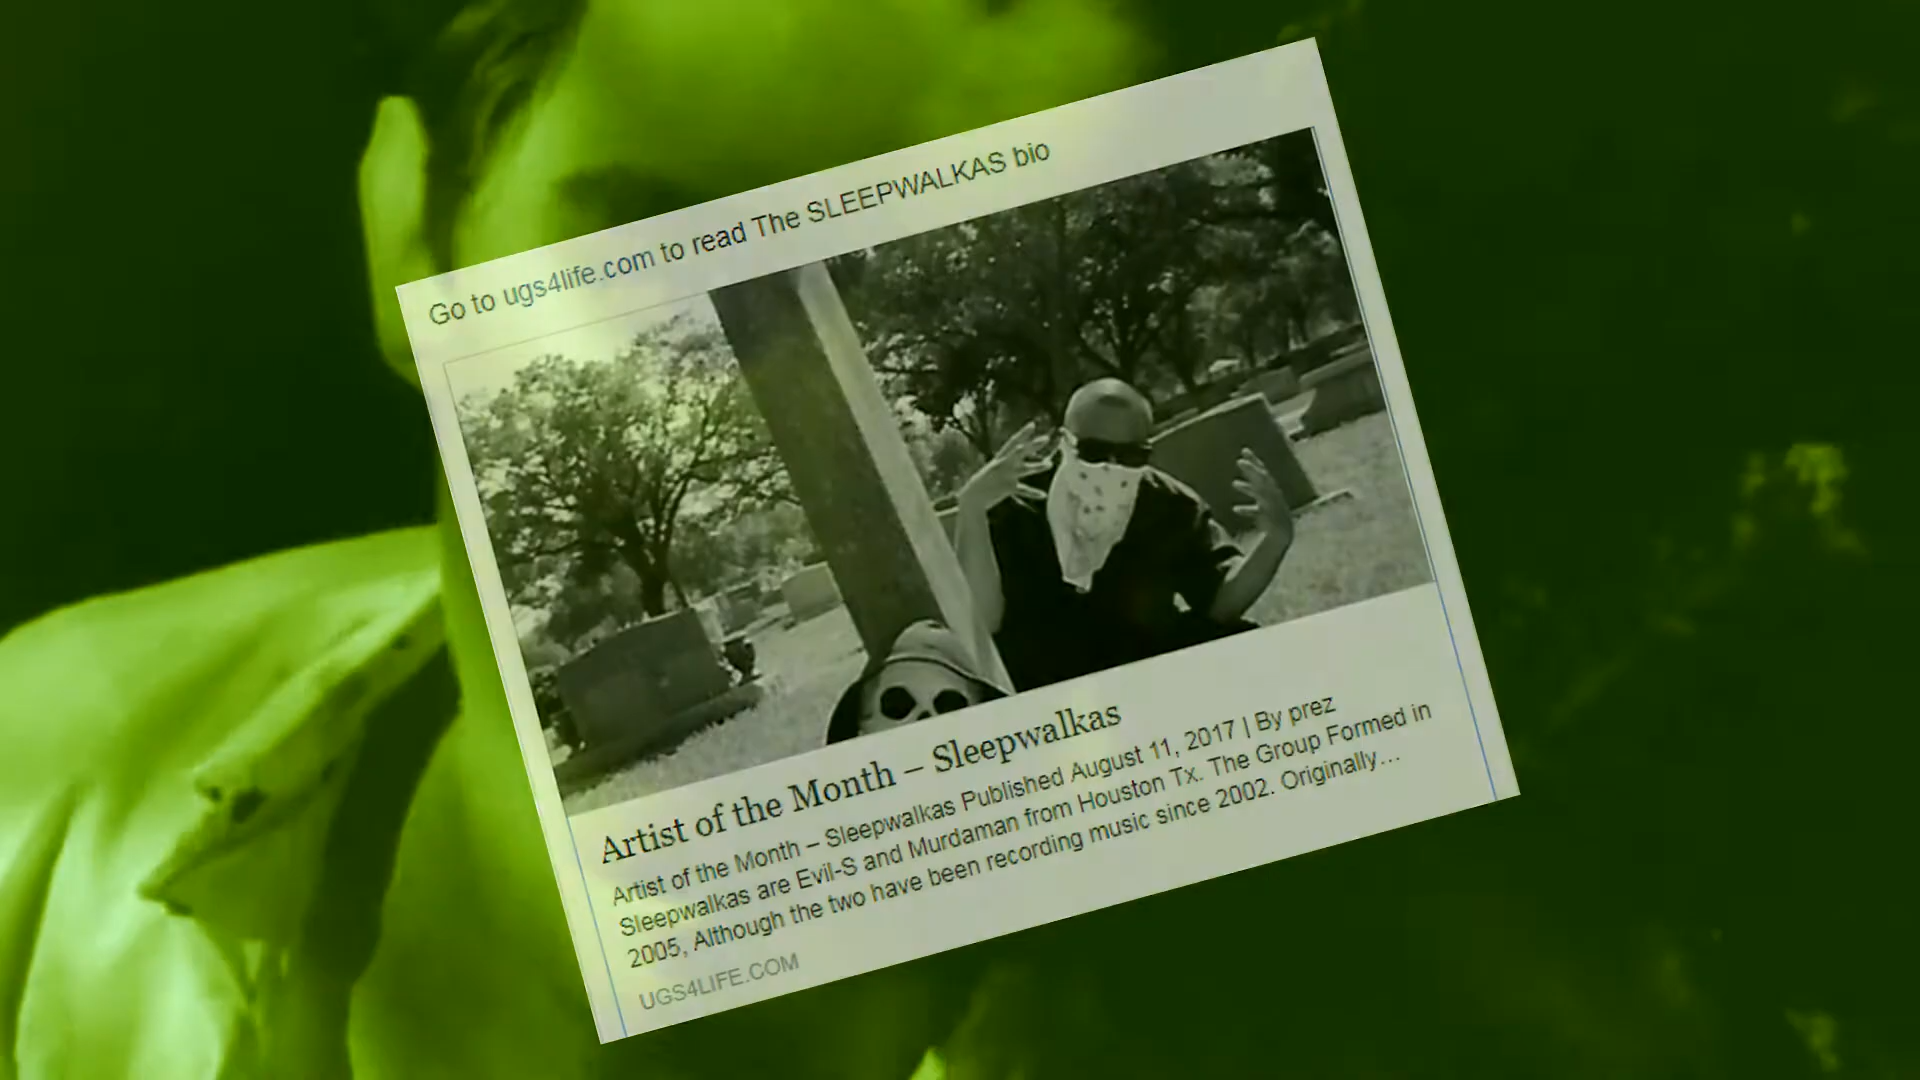 Go to ugs4life.com to read The SLEEPWALKAS bio
Artist of the Month – Sleepwalkas
Artist of the Month – Sleepwalkas Published August 11, 2017 | By prez
Sleepwalkas are Evil-S and Murdaman from Houston Tx. The Group Formed in
2005, Although the two have been recording music since 2002. Originally…
UGS4LIFE.COM